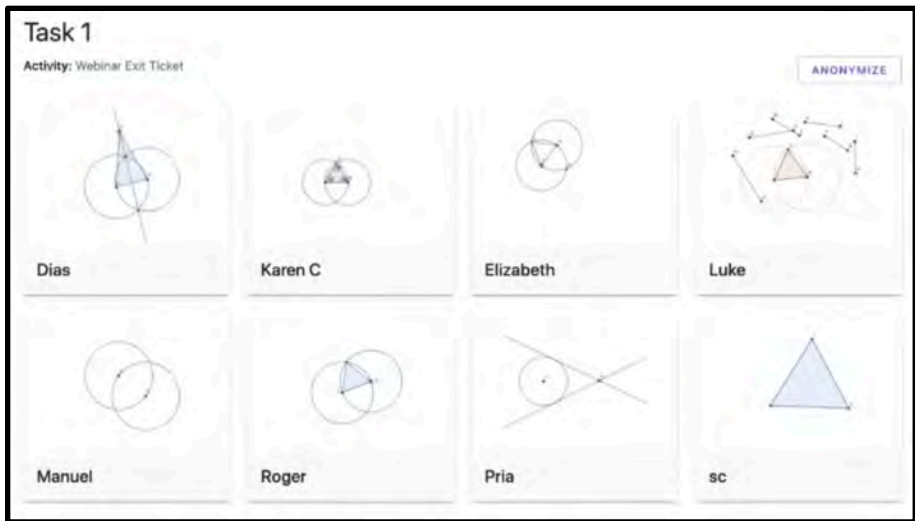 Task 1
Activity: Webinar Exit Ticket
ANONYMIZE
Dias
Karen C
Elizabeth
Luke
Manuel
Roger
Pria
sc